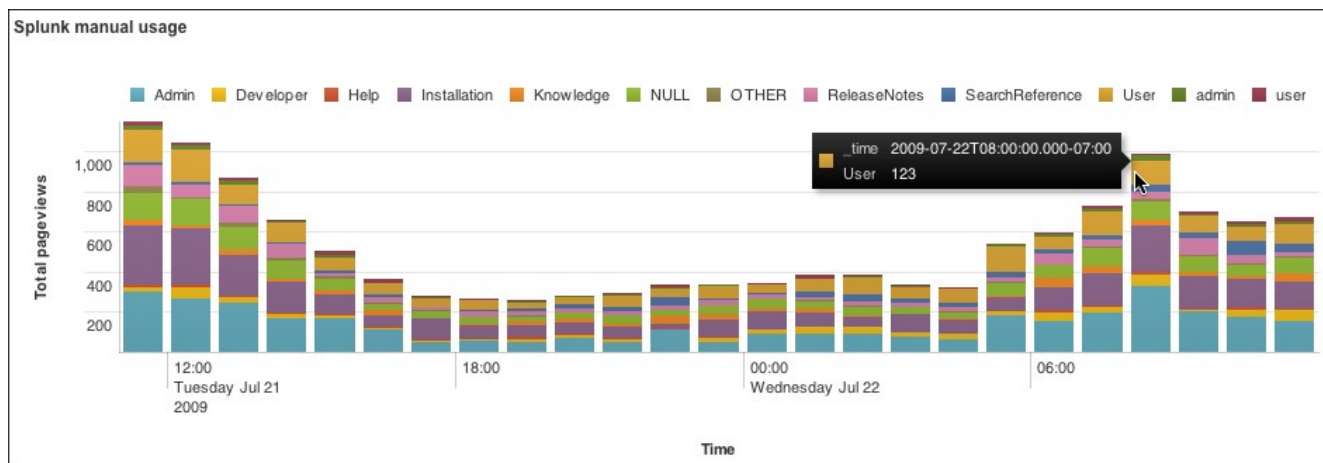 Splunk manual usage
Admin Developer Help Installation Knowledge NULL OTHER ReleaseNotes SearchReference User admin user
_time 2009-07-22T08:00:00.000-07:00
User 123
Total pageviews
1,000
800
600
400
200
12:00 18:00 00:00 06:00
Tuesday Jul 21 Wednesday Jul 22
2009
Time